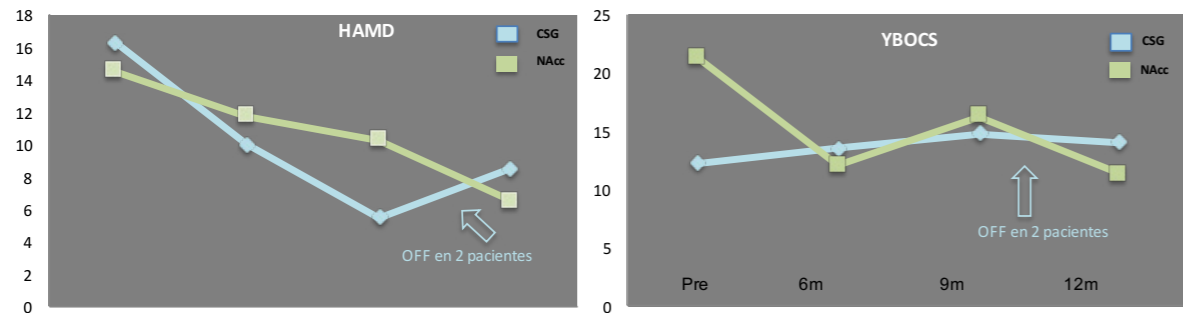 18
16
14
12
10
8
6
4
2
0
HAMD
CSG
NAcc
OFF en 2 pacientes
25
20
15
10
5
0
YBOCS
CSG
NAcc
OFF en 2 pacientes
Pre 6m 9m 12m